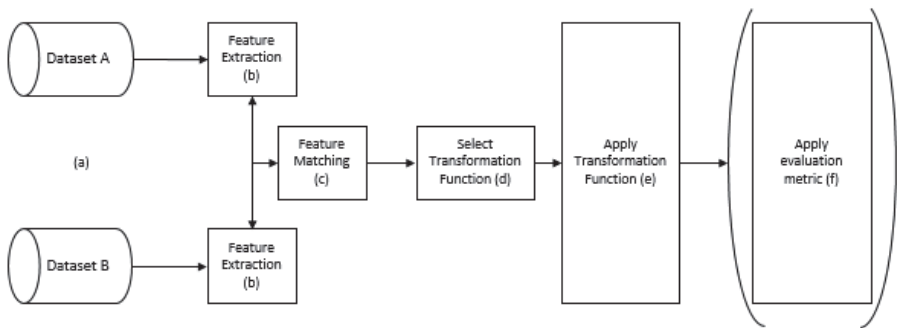 Dataset A
Feature
Extraction
(b)
(a)
Feature
Matching
(c)
Select
Transformation
Function (d)
Apply
Transformation
Function (e)
Apply
evaluation
metric (f)
Dataset B
Feature
Extraction
(b)